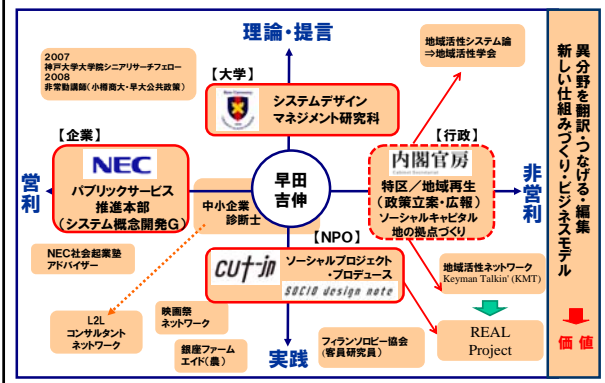 理論・提言
2007
神戸大学大学院シニアリサーチフェロー
2008
非常勤講師(小樽商大・早大公共政策)
【大学】
システムデザイン
マネジメント研究科
地域活性システム論
⇒地域活性学会
【企業】
NEC
パブリックサービス
推進本部
(システム概念開発G)
営利
早田
吉伸
【行政】
内閣官房
Cabinet Secretariat
特区/地域再生
(政策立案・広報)
ソーシャルキャピタル
地の拠点づくり
非営利
中小企業
診断士
【NPO】
cut-jn
ソーシャルプロジェクト
・プロデュース
SOCIO design note
NEC社会起業塾
アドバイザー
L2L
コンサルタント
ネットワーク
映画祭
ネットワーク
銀座ファーム
エイド(農)
実践
フィランソロピー協会
(客員研究員)
地域活性ネットワーク
Keyman Talkin' (KMT)
REAL
Project
異分野を翻訳・つなげる・編集
新しい仕組みづくり・ビジネスモデル
価値